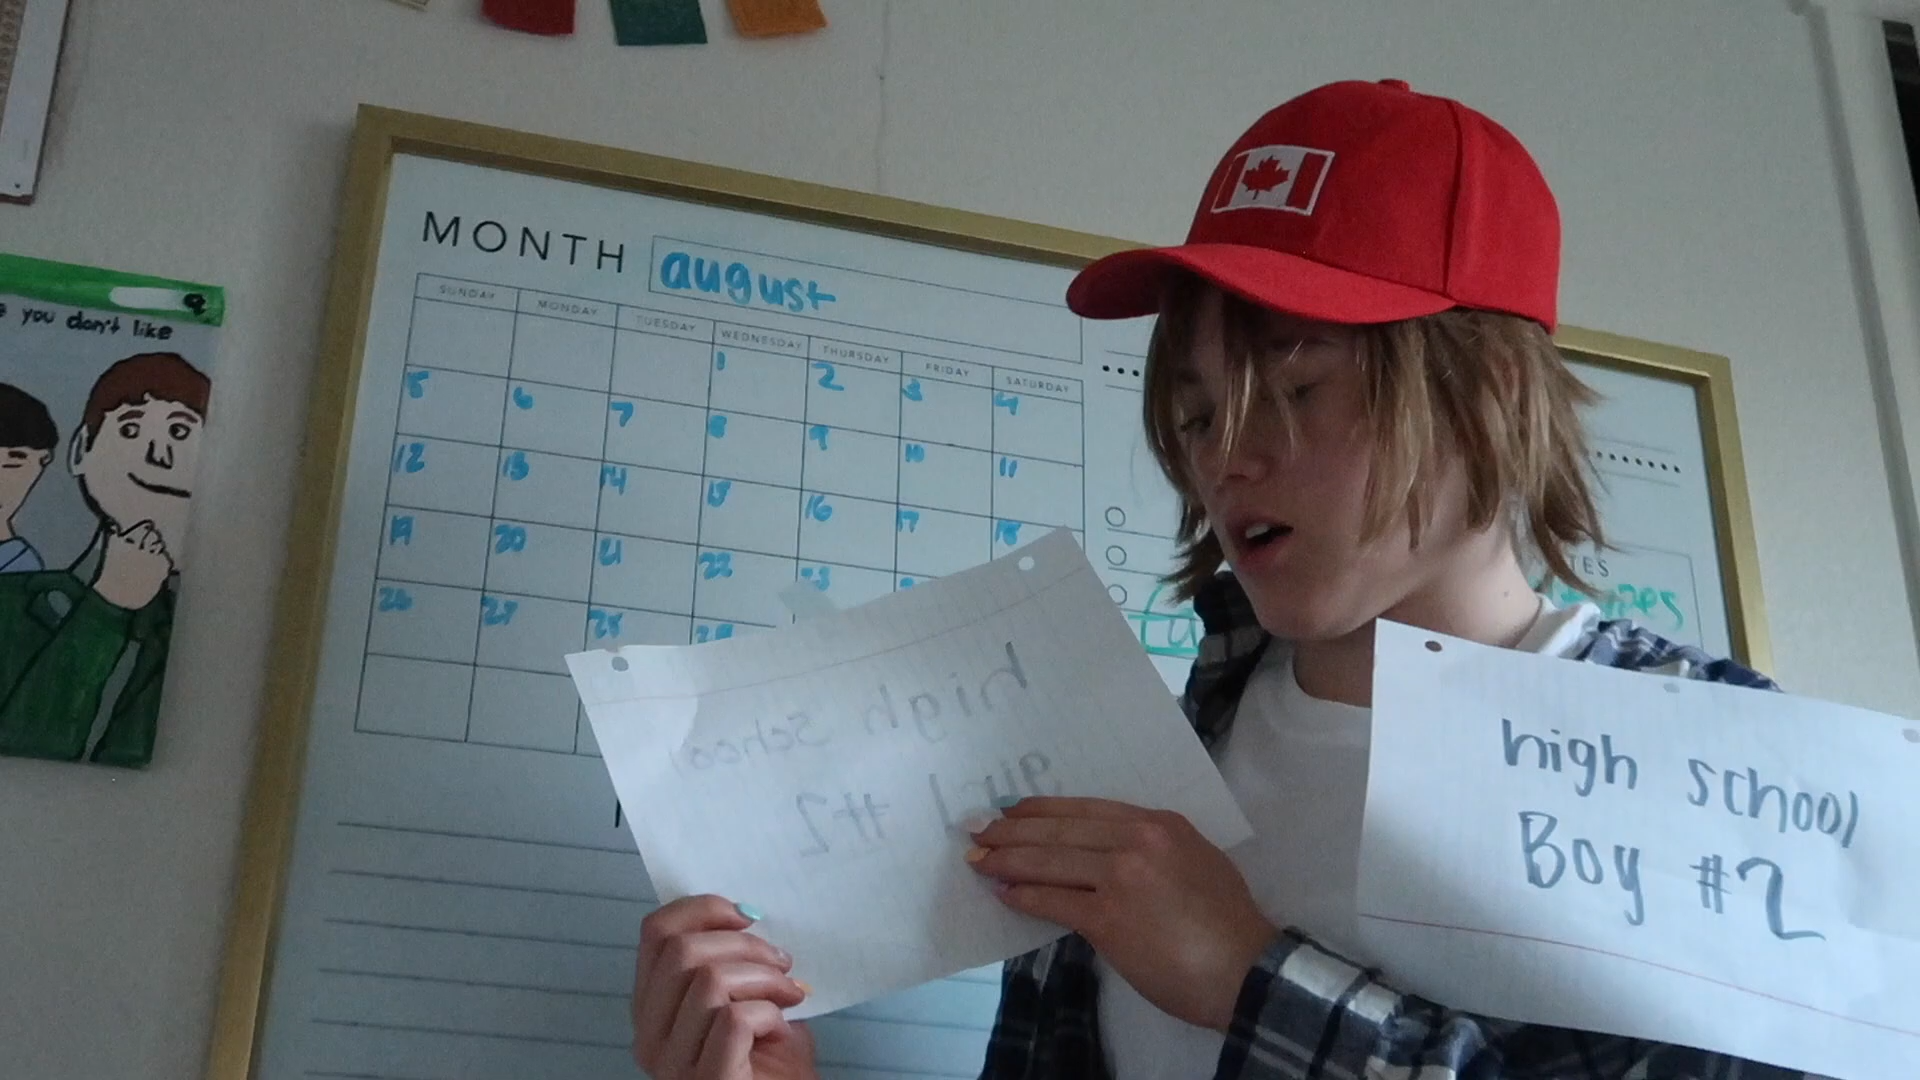 MONTH august
SUNDAY MONDAY TUESDAY WEDNESDAY THURSDAY FRIDAY SATURDAY
1 2 3 4
5 6 7 8 9 10 11
12 13 14 15 16 17 18
19 20 21 22 23
26 27 28 29
you don't like
high school
girl #2
high school
Boy #2